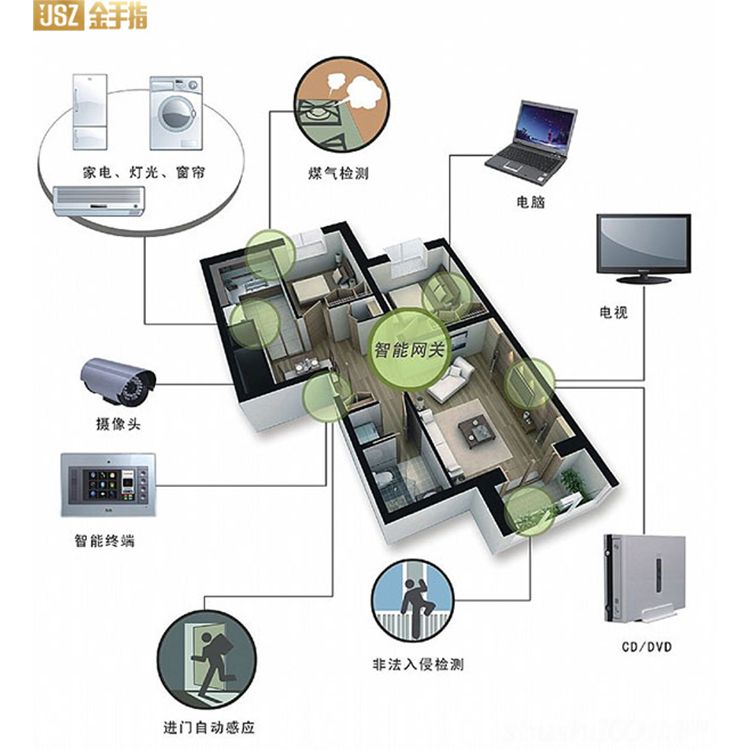 JSZ 金手指
家电、灯光、窗帘
煤气检测
电脑
电视
智能网关
摄像头
智能终端
CD/DVD
非法入侵检测
进门自动感应